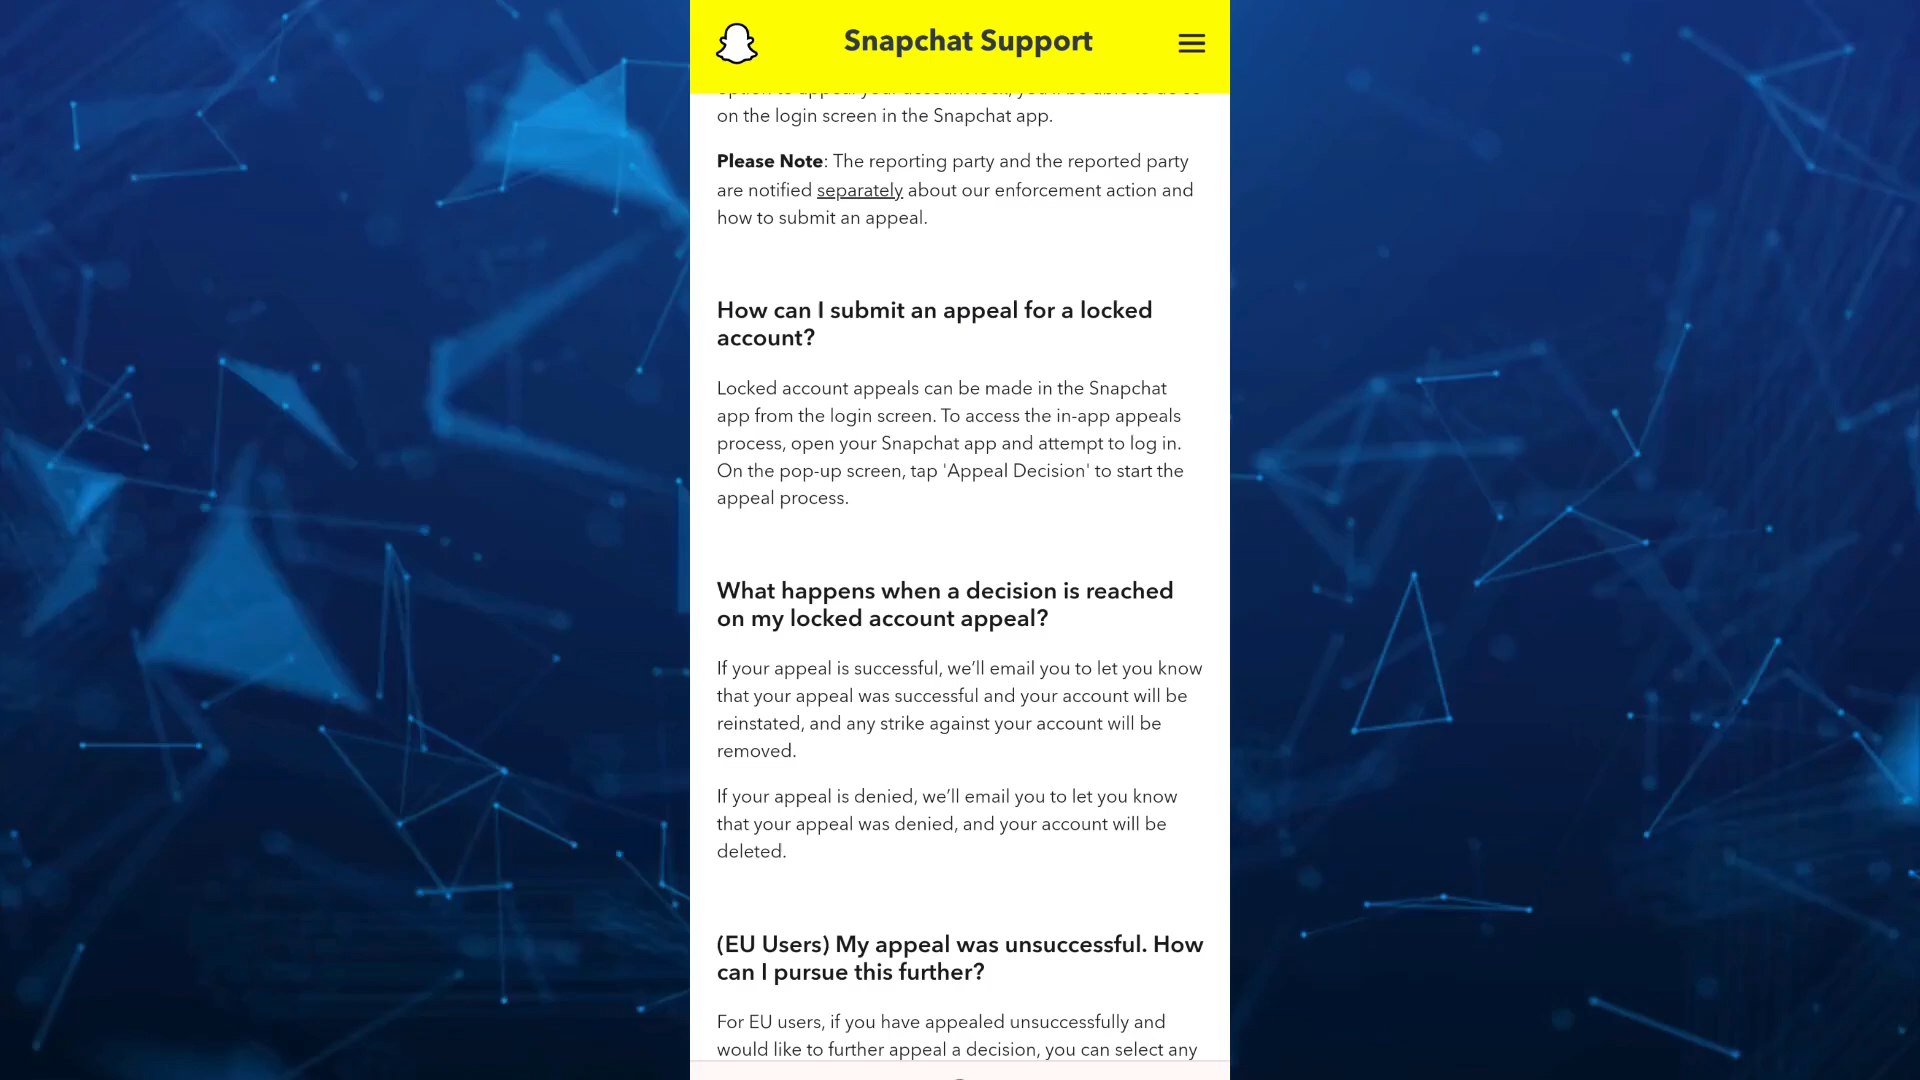 Snapchat Support
on the login screen in the Snapchat app.
Please Note: The reporting party and the reported party
are notified separately about our enforcement action and
how to submit an appeal.
How can I submit an appeal for a locked
account?
Locked account appeals can be made in the Snapchat
app from the login screen. To access the in-app appeals
process, open your Snapchat app and attempt to log in.
On the pop-up screen, tap 'Appeal Decision' to start the
appeal process.
What happens when a decision is reached
on my locked account appeal?
If your appeal is successful, we’ll email you to let you know
that your appeal was successful and your account will be
reinstated, and any strike against your account will be
removed.
If your appeal is denied, we’ll email you to let you know
that your appeal was denied, and your account will be
deleted.
(EU Users) My appeal was unsuccessful. How
can I pursue this further?
For EU users, if you have appealed unsuccessfully and
would like to further appeal a decision, you can select any